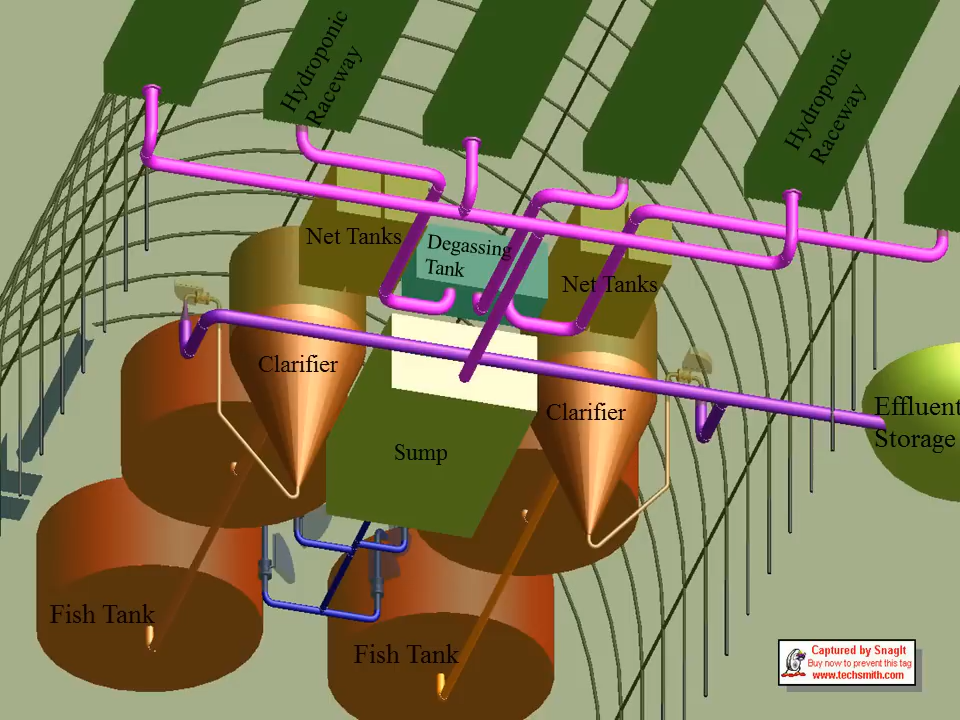 Hydroponic
Raceway
Hydroponic
Raceway
Net Tanks
Degassing
Tank
Net Tanks
Clarifier
Clarifier
Effluent
Storage
Sump
Fish Tank
Fish Tank
Captured by SnagIt
Buy now to prevent this tag
www.techsmith.com